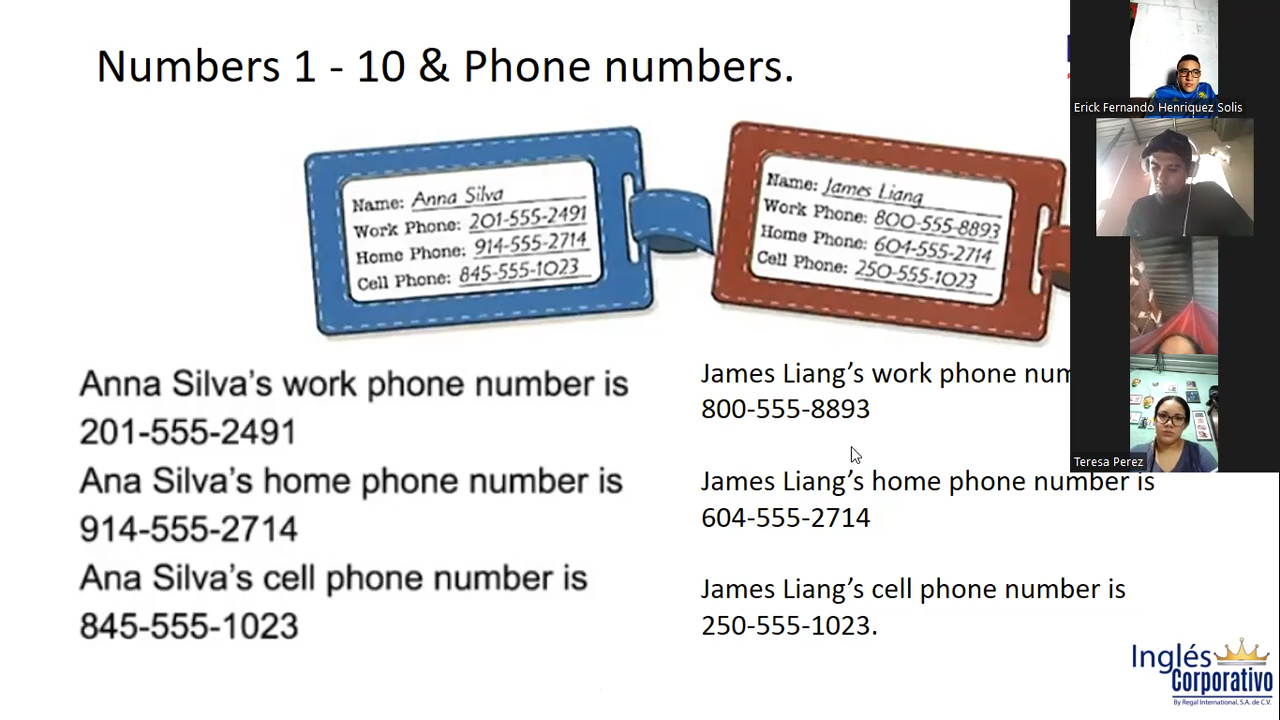 Numbers 1 - 10 & Phone numbers.
Name: Anna Silva
Work Phone: 201-555-2491
Home Phone: 914-555-2714
Cell Phone: 845-555-1023
Name: James Liang
Work Phone: 800-555-8893
Home Phone: 604-555-2714
Cell Phone: 250-555-1023
Anna Silva’s work phone number is
201-555-2491
Ana Silva’s home phone number is
914-555-2714
Ana Silva’s cell phone number is
845-555-1023
James Liang’s work phone num
800-555-8893
James Liang’s home phone number is
604-555-2714
James Liang’s cell phone number is
250-555-1023.
Erick Fernando Henriquez Solis
Teresa Perez
Inglés
Corporativo
By Regal International, S.A. de C.V.